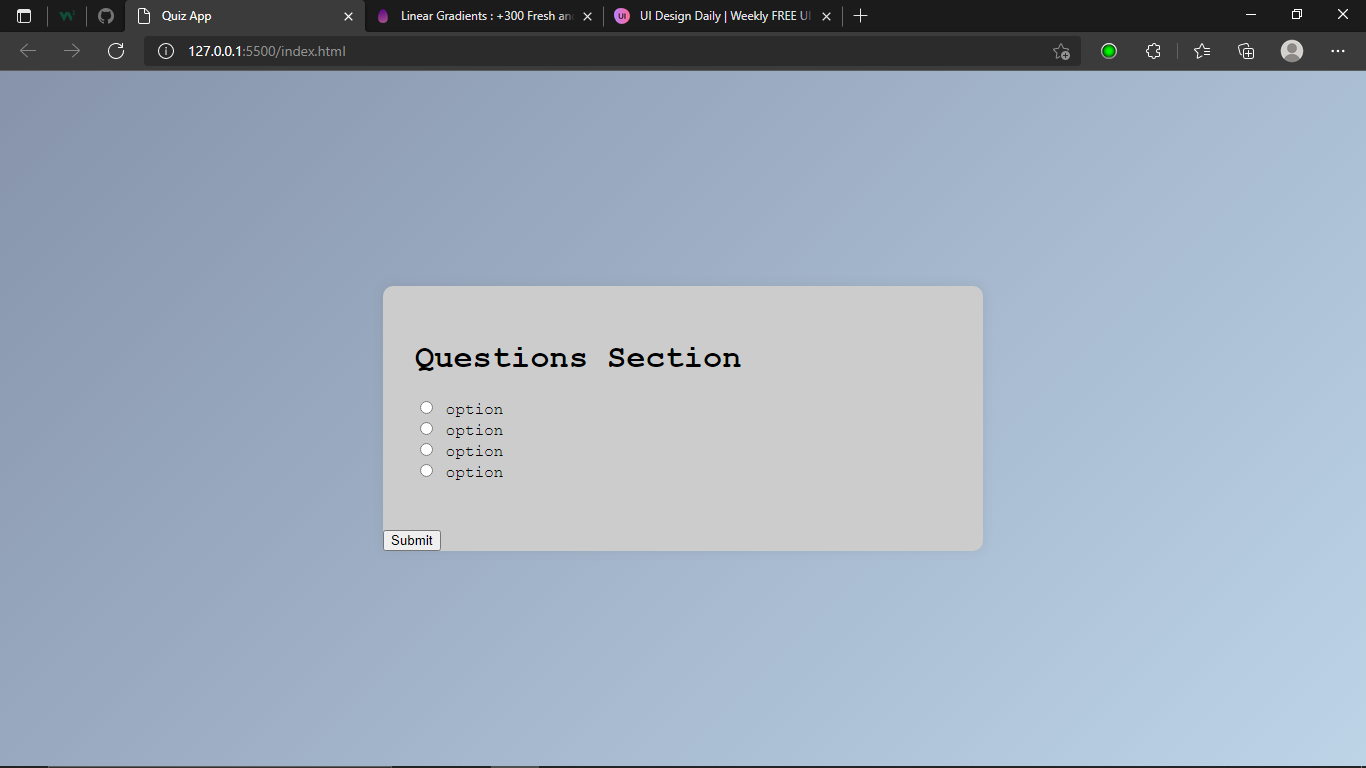 Quiz App
Linear Gradients : +300 Fresh an
UI UI Design Daily | Weekly FREE UI
127.0.0.1:5500/index.html
Questions Section
option
option
option
option
Submit